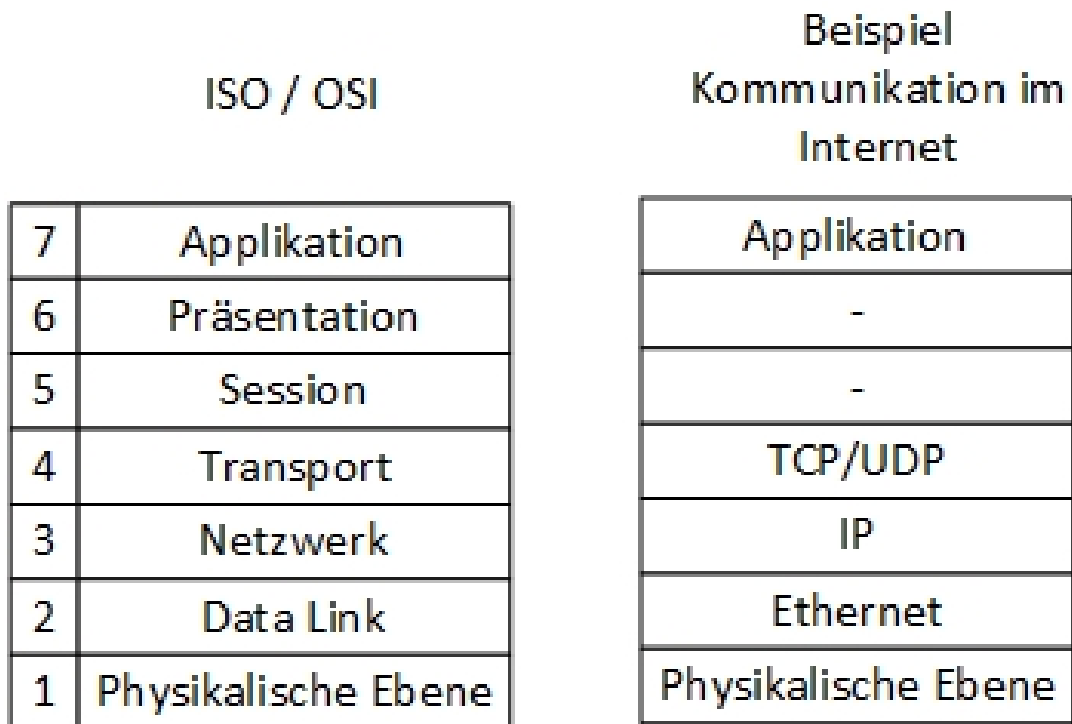 ISO / OSI
7 Applikation
6 Präsentation
5 Session
4 Transport
3 Netzwerk
2 Data Link
1 Physikalische Ebene
Beispiel
Kommunikation im
Internet
Applikation
-
-
TCP/UDP
IP
Ethernet
Physikalische Ebene